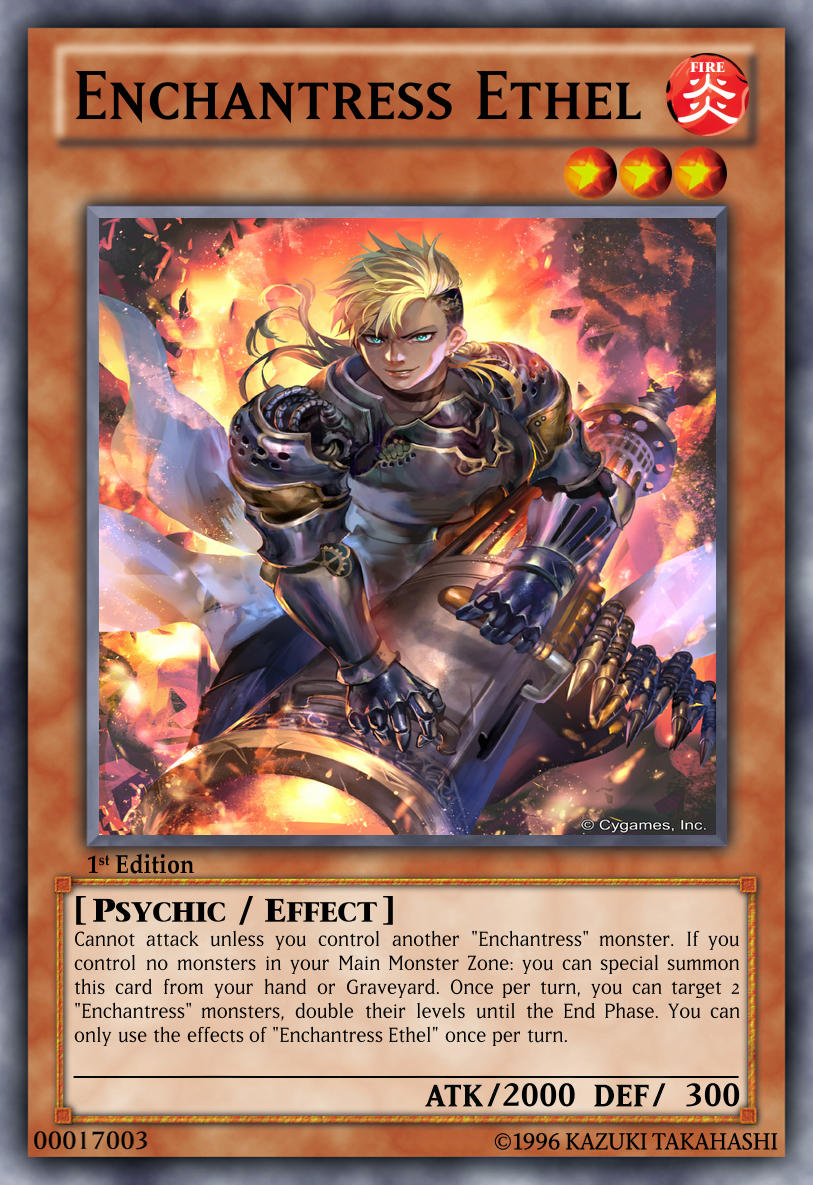 Enchantress Ethel
FIRE
炎
© Cygames, Inc.
1st Edition
[ Psychic / Effect ]
Cannot attack unless you control another "Enchantress" monster. If you
control no monsters in your Main Monster Zone: you can special summon
this card from your hand or Graveyard. Once per turn, you can target 2
"Enchantress" monsters, double their levels until the End Phase. You can
only use the effects of "Enchantress Ethel" once per turn.
ATK/2000 DEF/ 300
00017003
©1996 KAZUKI TAKAHASHI